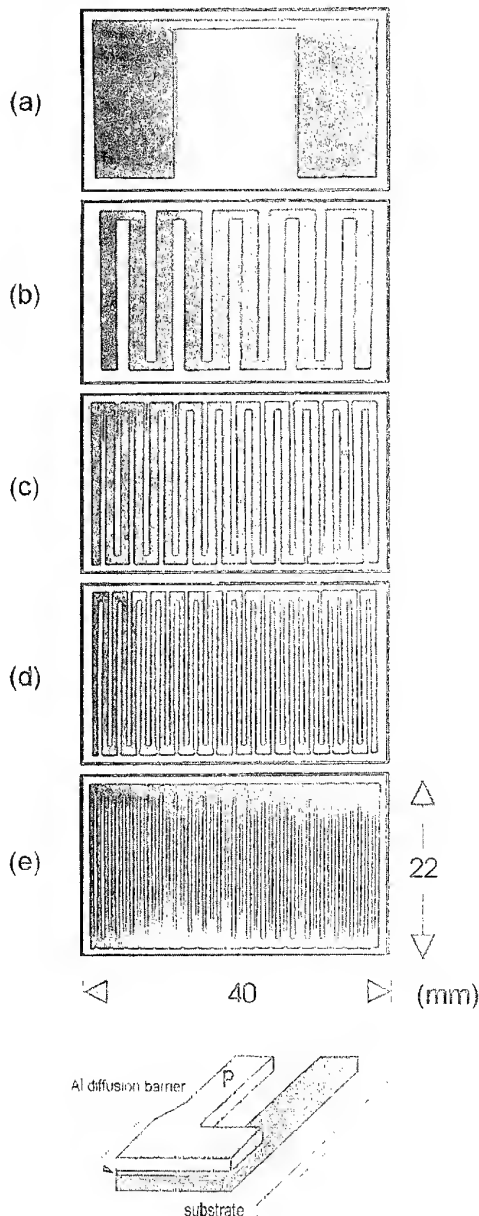 (a)
(b)
(c)
(d)
(e)
22
40 (mm)
Al diffusion barrier
p
substrate